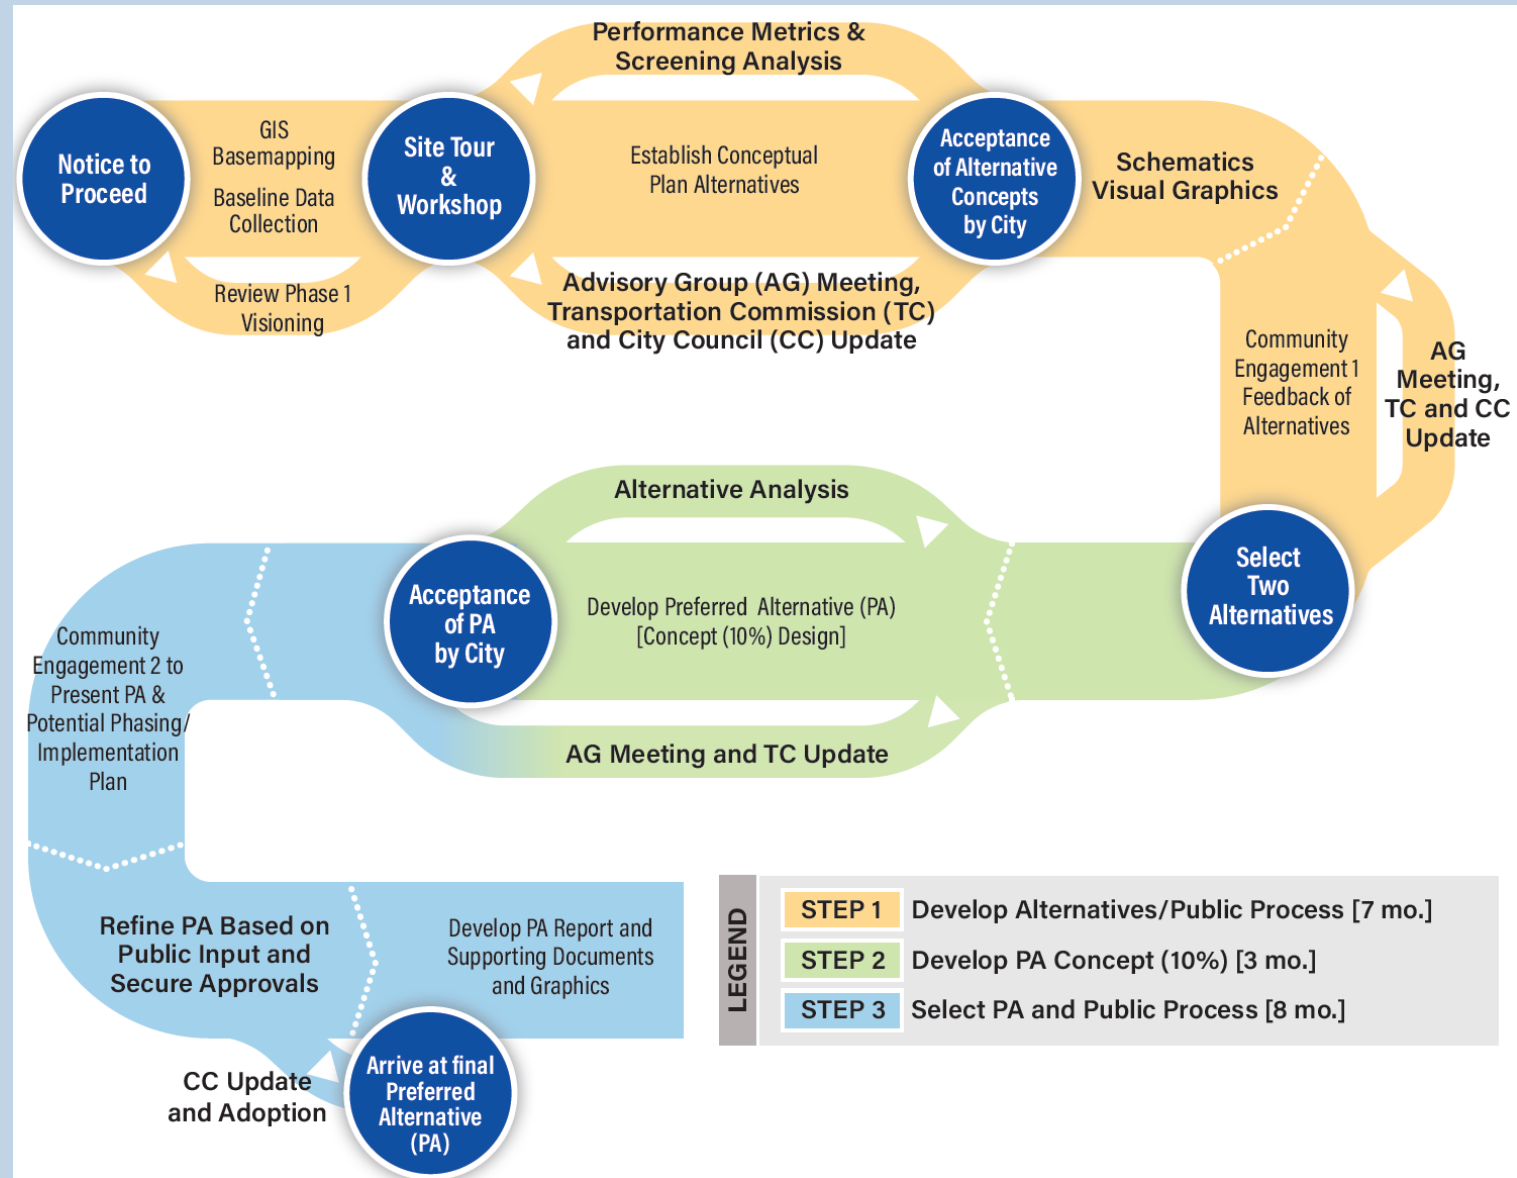 Performance Metrics &
Screening Analysis
Notice to
Proceed
GIS
Basemapping
Baseline Data
Collection
Site Tour
&
Workshop
Establish Conceptual
Plan Alternatives
Acceptance
of Alternative
Concepts
by City
Schematics
Visual Graphics
Review Phase 1
Visioning
Advisory Group (AG) Meeting,
Transportation Commission (TC)
and City Council (CC) Update
Community
Engagement 1
Feedback of
Alternatives
AG
Meeting,
TC and CC
Update
Select
Two
Alternatives
Alternative Analysis
Develop Preferred Alternative (PA)
[Concept (10%) Design]
AG Meeting and TC Update
Acceptance
of PA
by City
Community
Engagement 2 to
Present PA &
Potential Phasing/
Implementation
Plan
Refine PA Based on
Public Input and
Secure Approvals
Develop PA Report and
Supporting Documents
and Graphics
CC Update
and Adoption
Arrive at final
Preferred
Alternative
(PA)
LEGEND
STEP 1 Develop Alternatives/Public Process [7 mo.]
STEP 2 Develop PA Concept (10%) [3 mo.]
STEP 3 Select PA and Public Process [8 mo.]